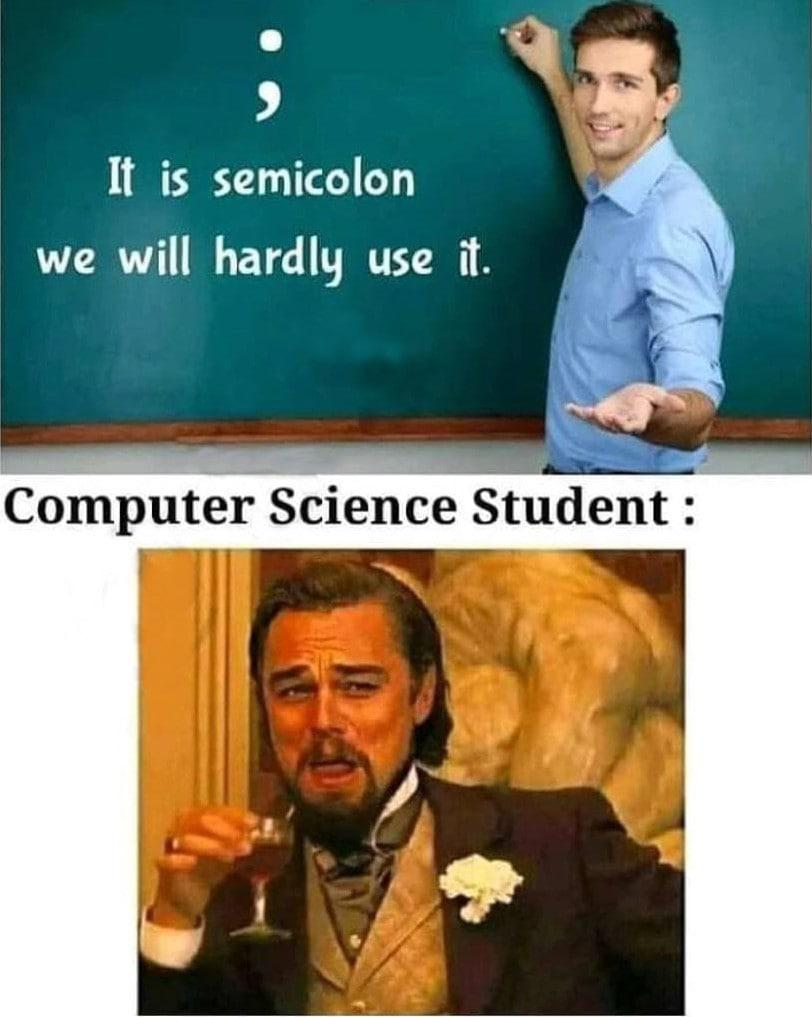 ;
It is semicolon
we will hardly use it.
Computer Science Student :